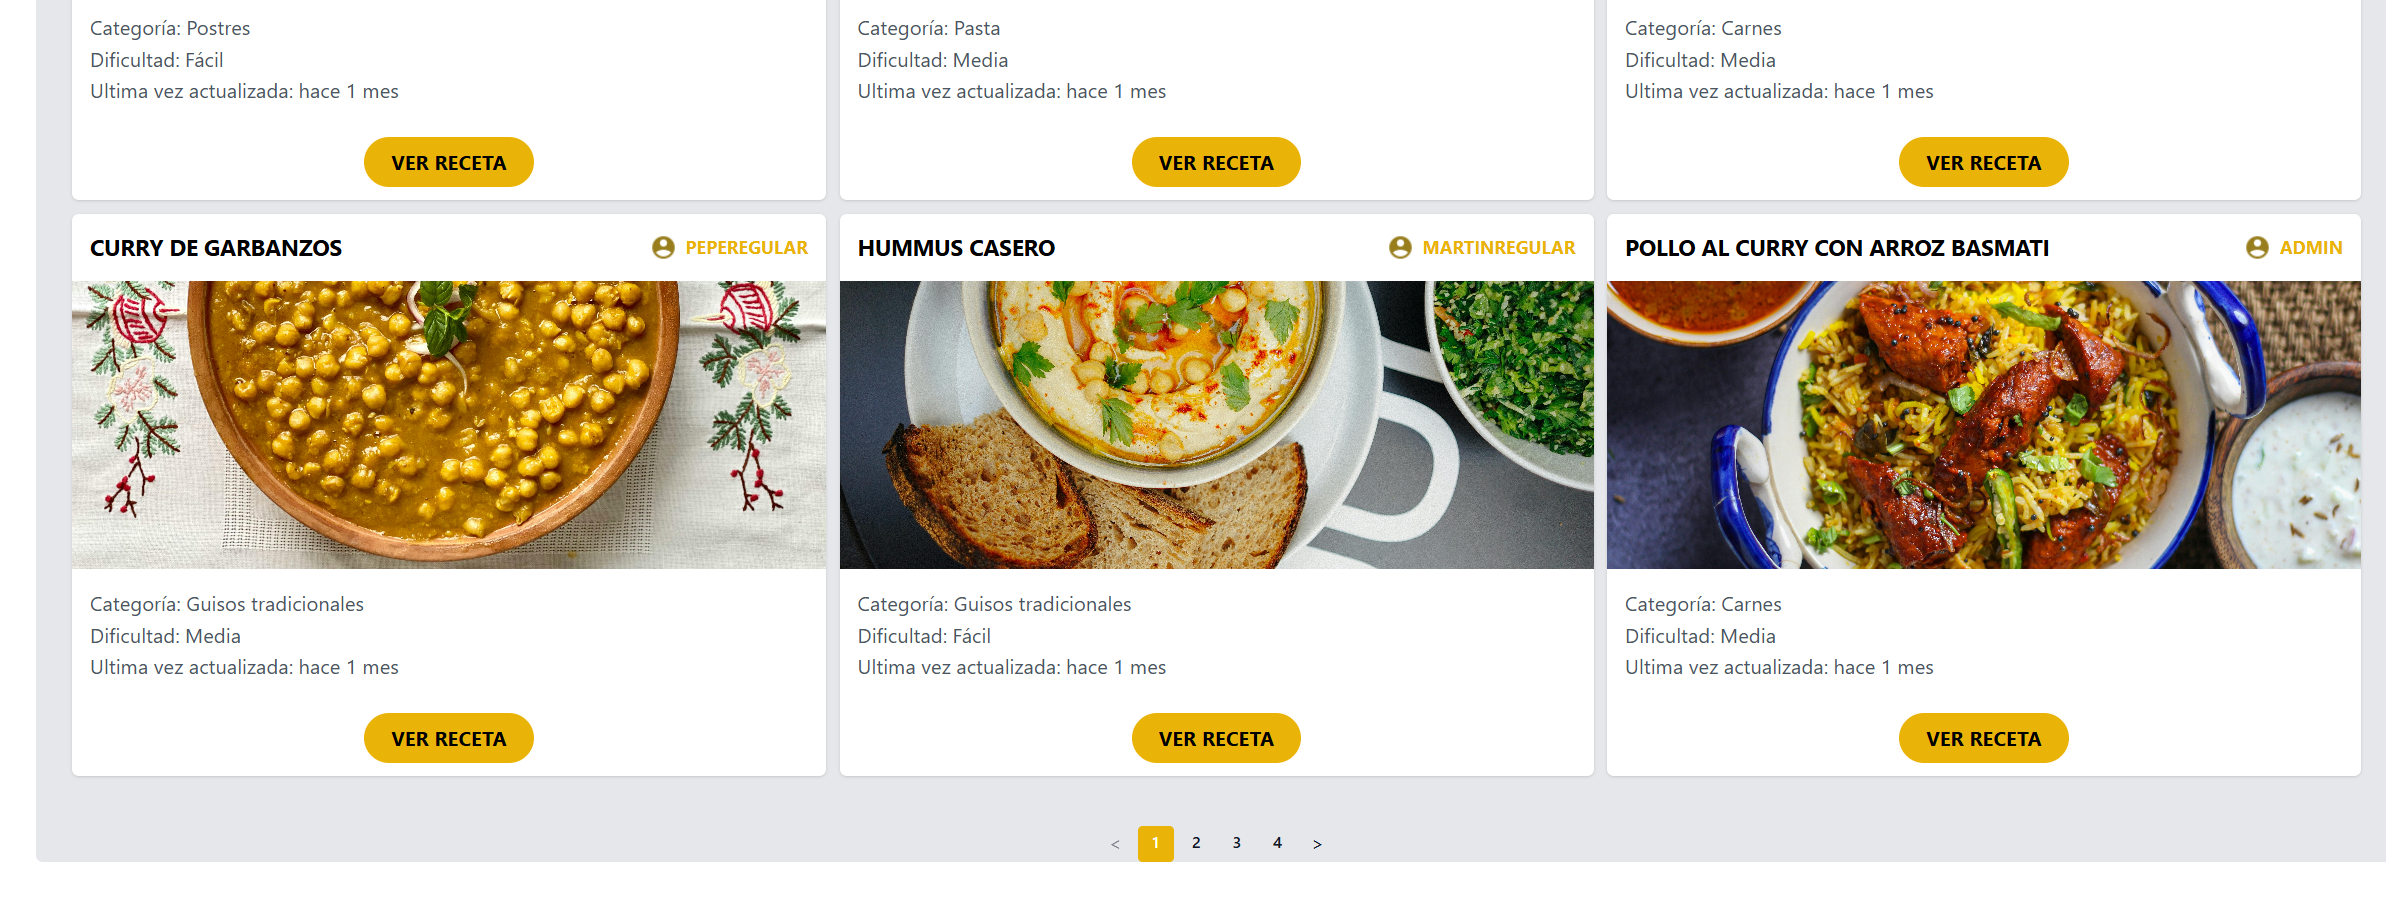 Categoría: Postres
Dificultad: Fácil
Ultima vez actualizada: hace 1 mes
VER RECETA
Categoría: Pasta
Dificultad: Media
Ultima vez actualizada: hace 1 mes
VER RECETA
Categoría: Carnes
Dificultad: Media
Ultima vez actualizada: hace 1 mes
VER RECETA
CURRY DE GARBANZOS
PEPEREGULAR
Categoría: Guisos tradicionales
Dificultad: Media
Ultima vez actualizada: hace 1 mes
VER RECETA
HUMMUS CASERO
MARTINREGULAR
Categoría: Guisos tradicionales
Dificultad: Fácil
Ultima vez actualizada: hace 1 mes
VER RECETA
POLLO AL CURRY CON ARROZ BASMATI
ADMIN
Categoría: Carnes
Dificultad: Media
Ultima vez actualizada: hace 1 mes
VER RECETA
< 1 2 3 4 >